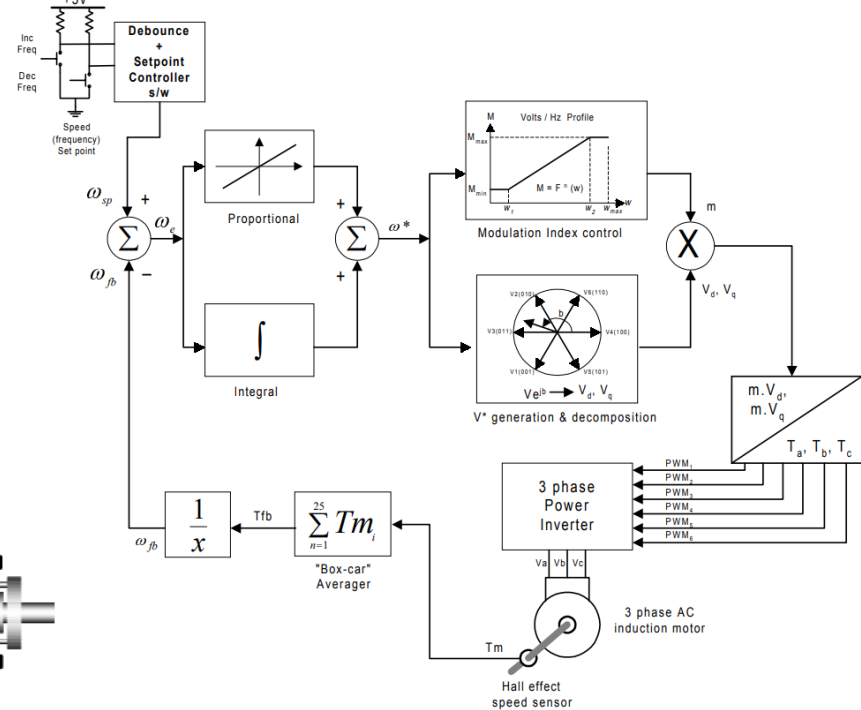 +5V
Inc
Freq
Dec
Freq
Debounce
+
Setpoint
Controller
s/w
Speed
(frequency)
Set point
ω_sp
+
Σ
ω_e
ω_fb
−
Proportional
∫
Integral
+
Σ
+
ω*
M
Volts / Hz Profile
M_max
M_min
M = F^n (w)
w_1
w_2
w_max
w
Modulation Index control
m
X
V_d, V_q
V2(010)
V6(110)
b
V3(011)
V4(100)
V1(001)
V5(101)
Ve^jb
V_d, V_q
V* generation & decomposition
m.V_d,
m.V_q
T_a, T_b, T_c
PWM_1
PWM_2
PWM_3
PWM_4
PWM_5
PWM_6
3 phase
Power
Inverter
Va
Vb
Vc
3 phase AC
induction motor
Tm
Hall effect
speed sensor
25
Σ Tm_i
n=1
"Box-car"
Averager
Tfb
1
x
ω_fb